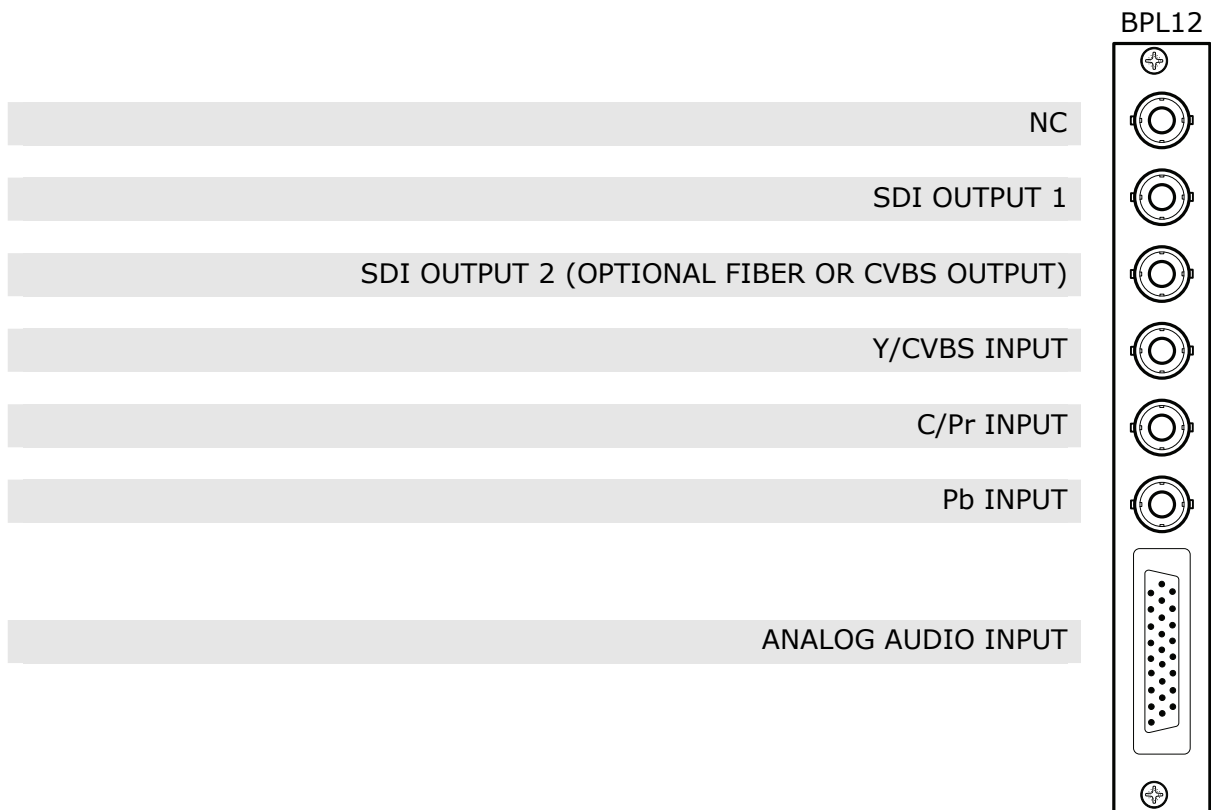 BPL12
NC
SDI OUTPUT 1
SDI OUTPUT 2 (OPTIONAL FIBER OR CVBS OUTPUT)
Y/CVBS INPUT
C/Pr INPUT
Pb INPUT
ANALOG AUDIO INPUT